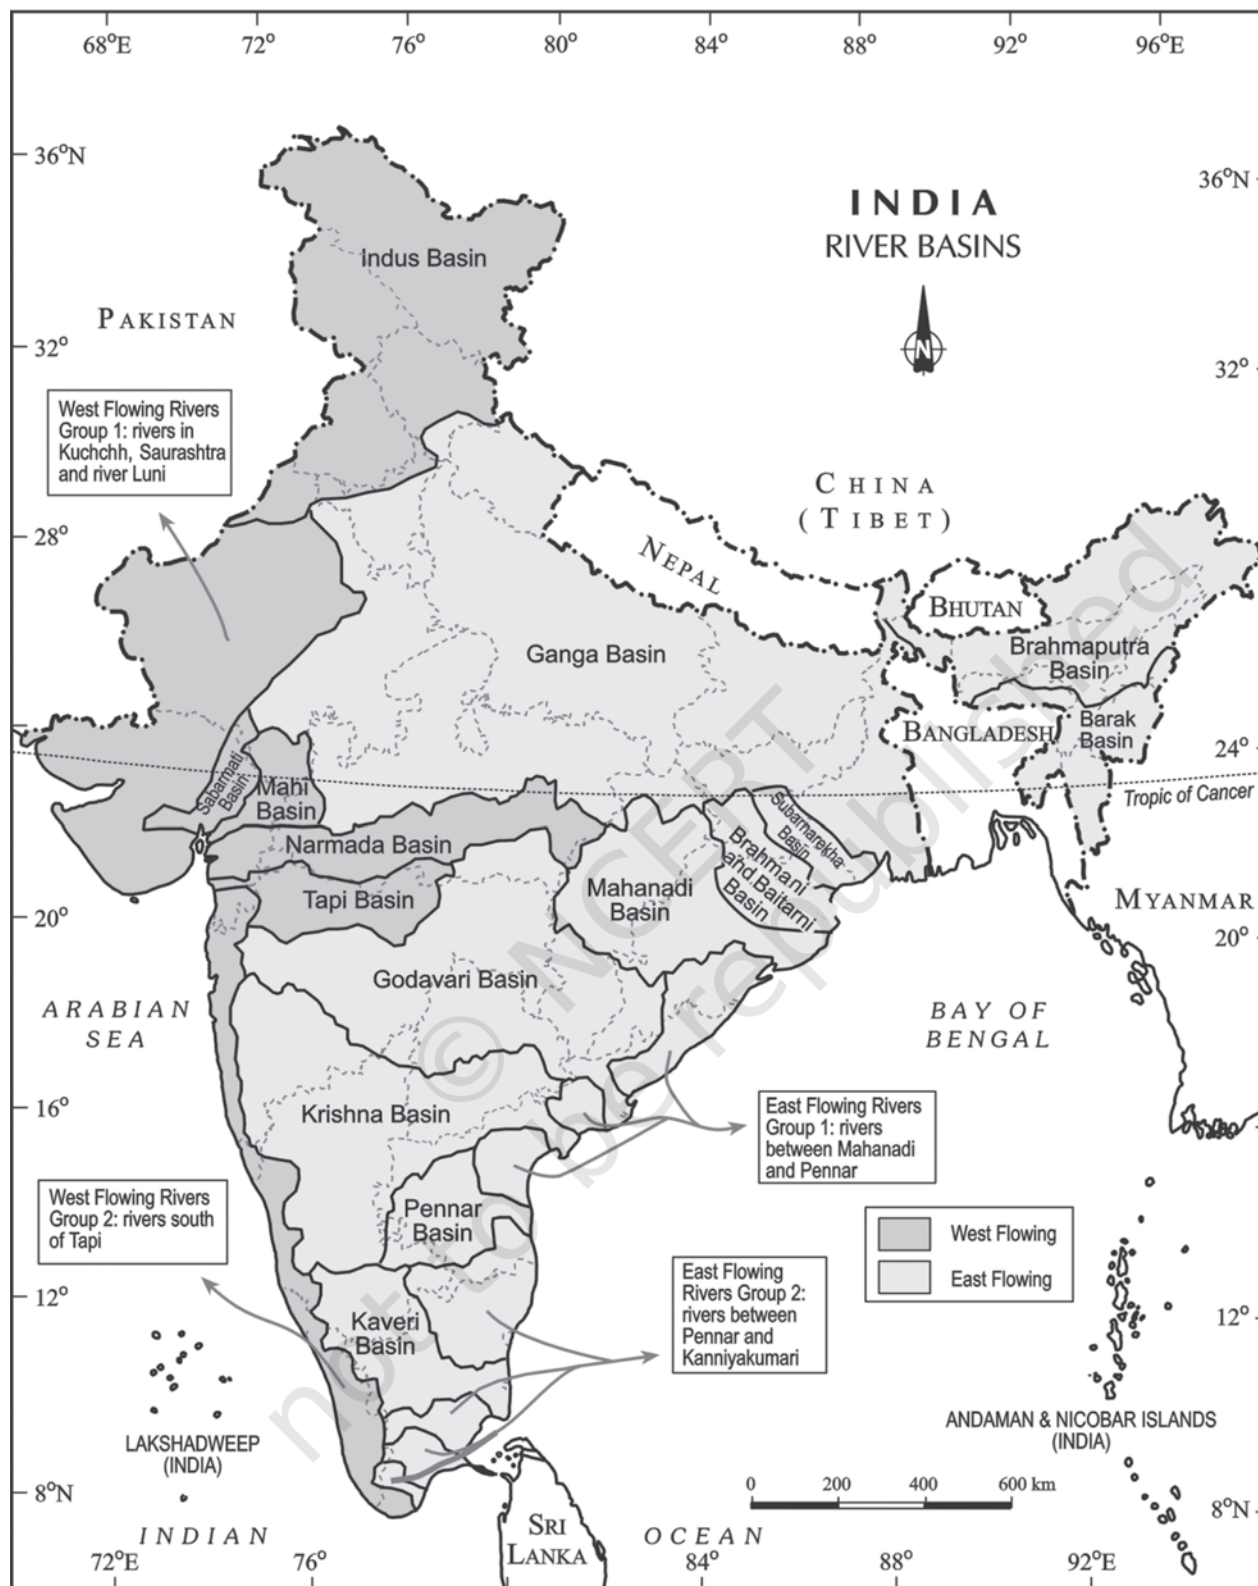 68°E 72° 76° 80° 84° 88° 92° 96°E
36°N
36°N
INDIA
RIVER BASINS
N
Indus Basin
PAKISTAN
32°
32°
West Flowing Rivers
Group 1: rivers in
Kuchchh, Saurashtra
and river Luni
CHINA
(TIBET)
28°
NEPAL
BHUTAN
Brahmaputra
Basin
Ganga Basin
BANGLADESH
Barak
Basin
24°
Tropic of Cancer
Sabarmati
Basin
Mahi
Basin
Subarnarekha
Basin
Narmada Basin
Brahmani
and Baitarni
Basin
Tapi Basin
Mahanadi
Basin
MYANMAR
20°
20°
Godavari Basin
ARABIAN
SEA
BAY OF
BENGAL
16°
Krishna Basin
East Flowing Rivers
Group 1: rivers
between Mahanadi
and Pennar
West Flowing Rivers
Group 2: rivers south
of Tapi
Pennar
Basin
West Flowing
East Flowing
12°
12°
Kaveri
Basin
East Flowing
Rivers Group 2:
rivers between
Pennar and
Kanniyakumari
LAKSHADWEEP
(INDIA)
ANDAMAN & NICOBAR ISLANDS
(INDIA)
0 200 400 600 km
8°N
8°N
INDIAN OCEAN
SRI
LANKA
72°E 76° 84° 88° 92°E
© NCERT
not to be republished